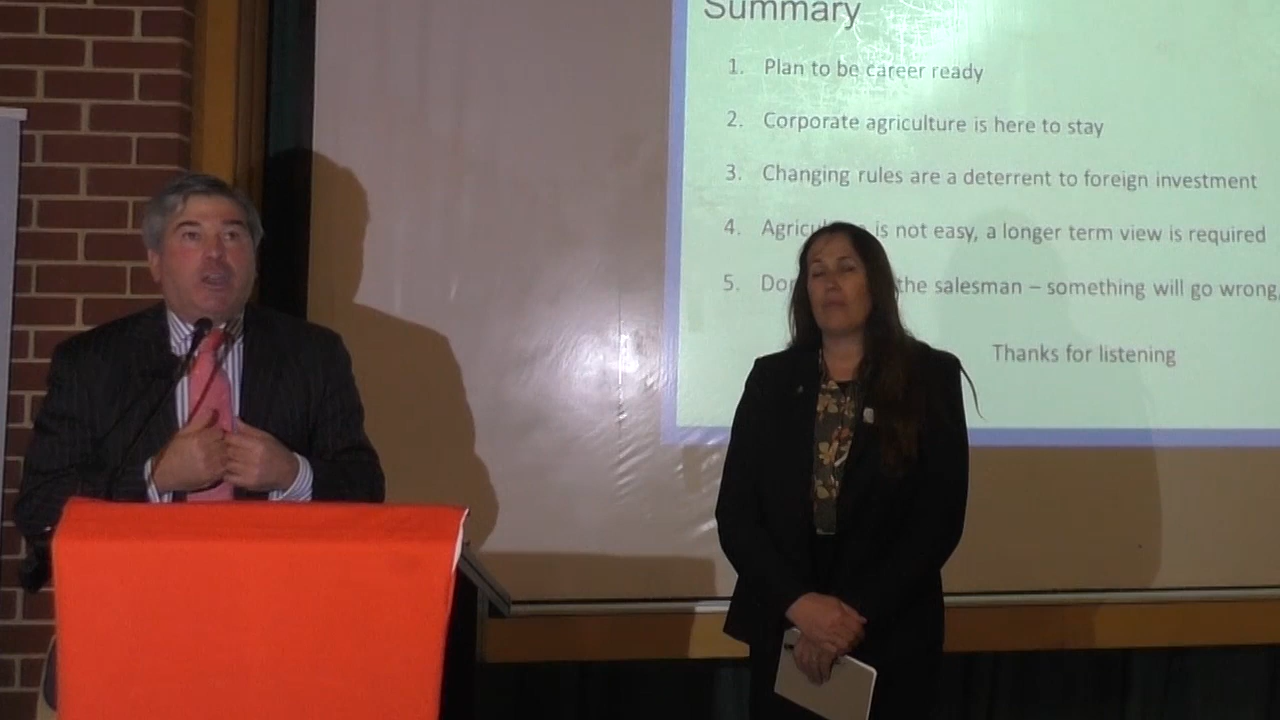 Summary
1. Plan to be career ready
2. Corporate agriculture is here to stay
3. Changing rules are a deterrent to foreign investment
4. is not easy, a longer term view is required
5. the salesman – something will go wrong
Thanks for listening